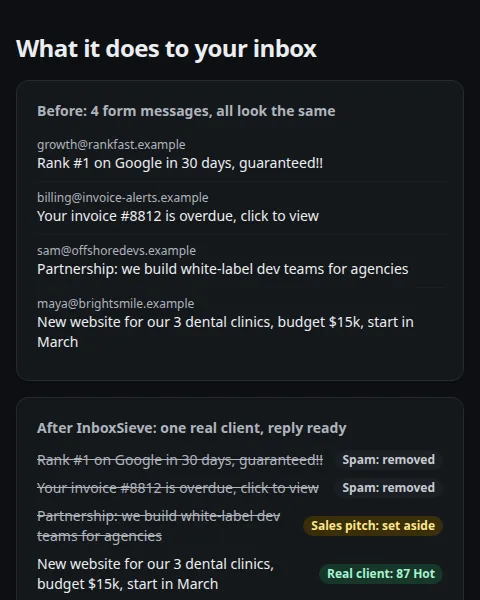 What it does to your inbox
Before: 4 form messages, all look the same
growth@rankfast.example
Rank #1 on Google in 30 days, guaranteed!!
billing@invoice-alerts.example
Your invoice #8812 is overdue, click to view
sam@offshoredevs.example
Partnership: we build white-label dev teams for agencies
maya@brightsmile.example
New website for our 3 dental clinics, budget $15k, start in
March
After InboxSieve: one real client, reply ready
Rank #1 on Google in 30 days, guaranteed!! Spam: removed
Your invoice #8812 is overdue, click to view Spam: removed
Partnership: we build white-label dev
teams for agencies
Sales pitch: set aside
New website for our 3 dental clinics,
budget $15k, start in March
Real client: 87 Hot